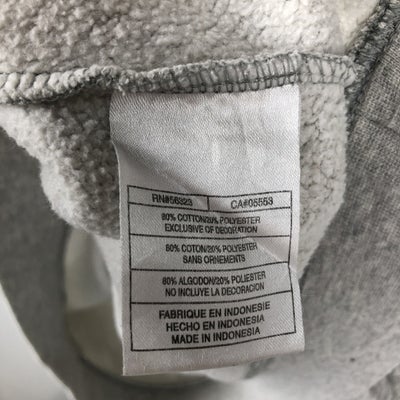 RN#56323 CA#05553
80% COTTON/20% POLYESTER
EXCLUSIVE OF DECORATION
80% COTON/20% POLYESTER
SANS ORNEMENTS
80% ALGODON/20% POLIESTER
NO INCLUYE LA DECORACION
FABRIQUE EN INDONESIE
HECHO EN INDONESIA
MADE IN INDONESIA